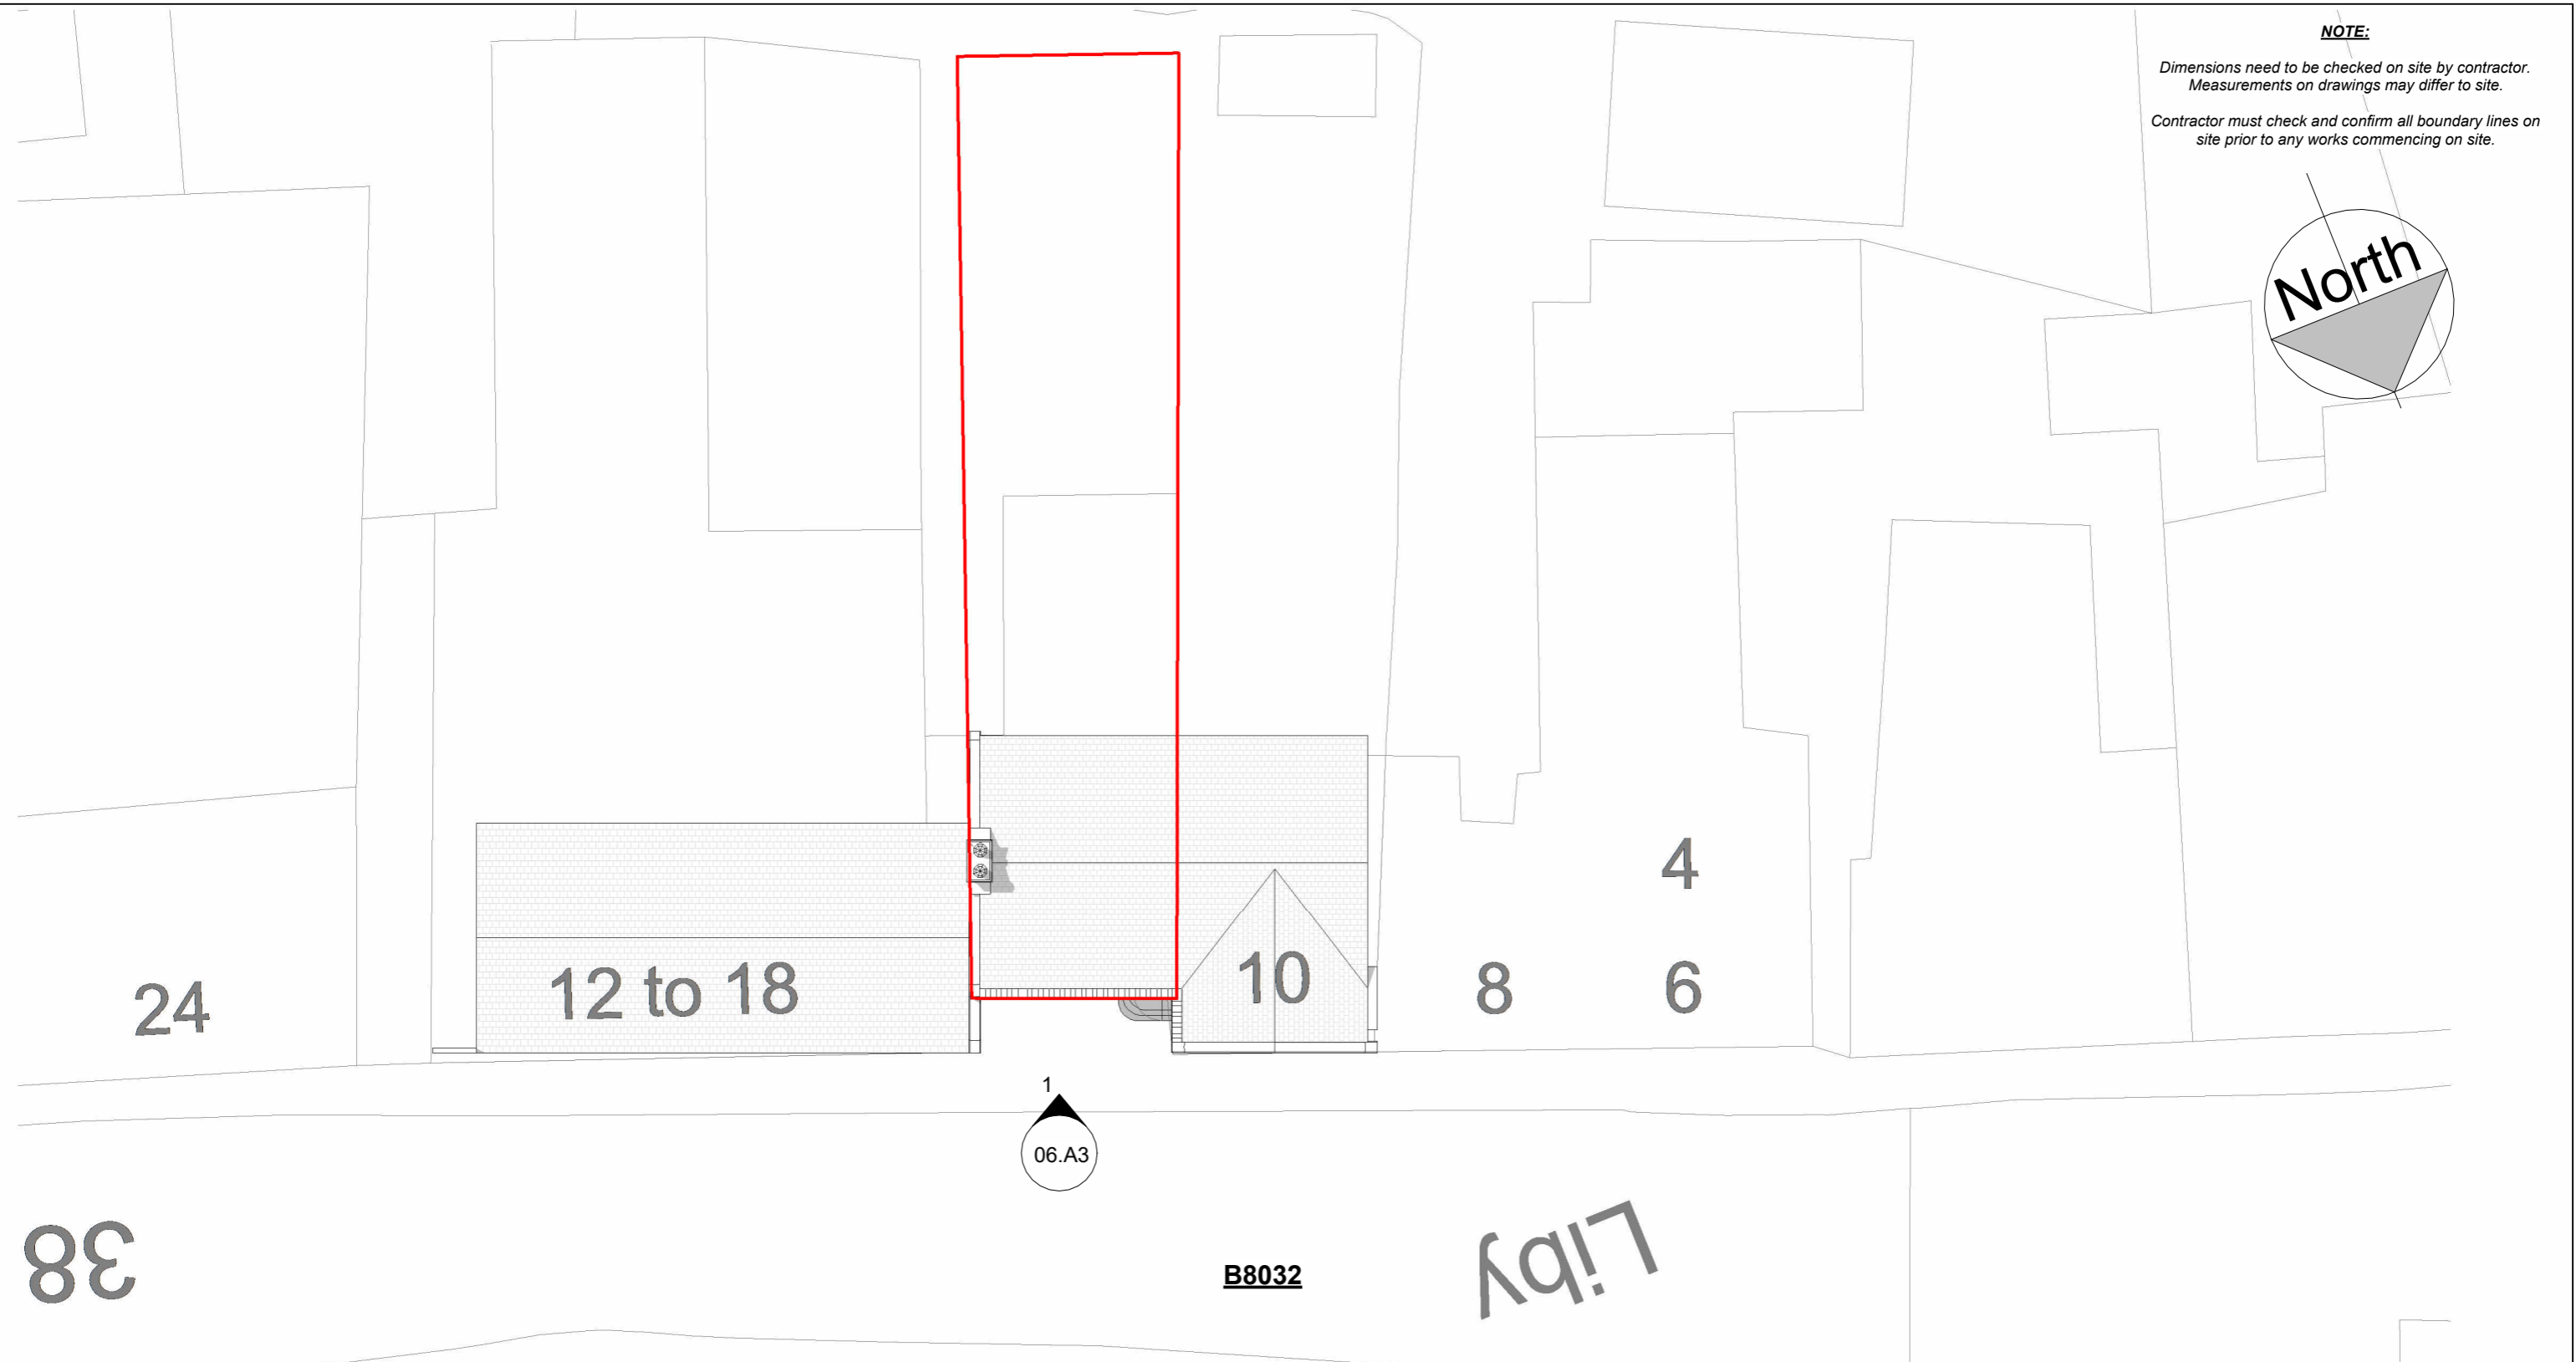 NOTE:
Dimensions need to be checked on site by contractor.
Measurements on drawings may differ to site.
Contractor must check and confirm all boundary lines on
site prior to any works commencing on site.
North
4
24
12 to 18
10
8
6
1
06.A3
38
B8032
Liby